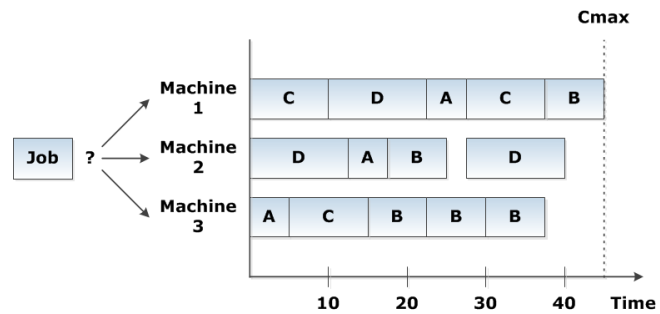 Cmax
Machine
1
C D A C B
Job ?
Machine
2
D A B D
Machine
3
A C B B B
10 20 30 40 Time